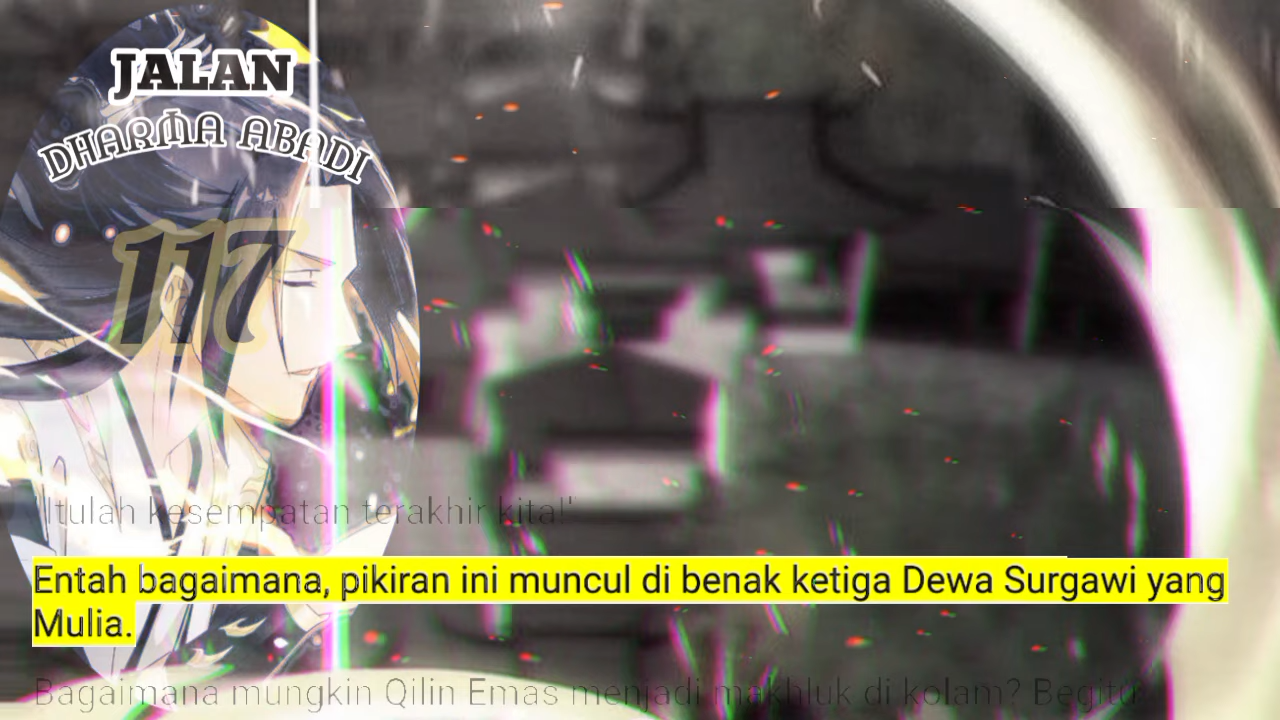 JALAN
DHARMA ABADI
117
"Itulah kesempatan terakhir kita!"
Entah bagaimana, pikiran ini muncul di benak ketiga Dewa Surgawi yang
Mulia.
Bagaimana mungkin Qilin Emas menjadi makhluk di kolam? Begitu